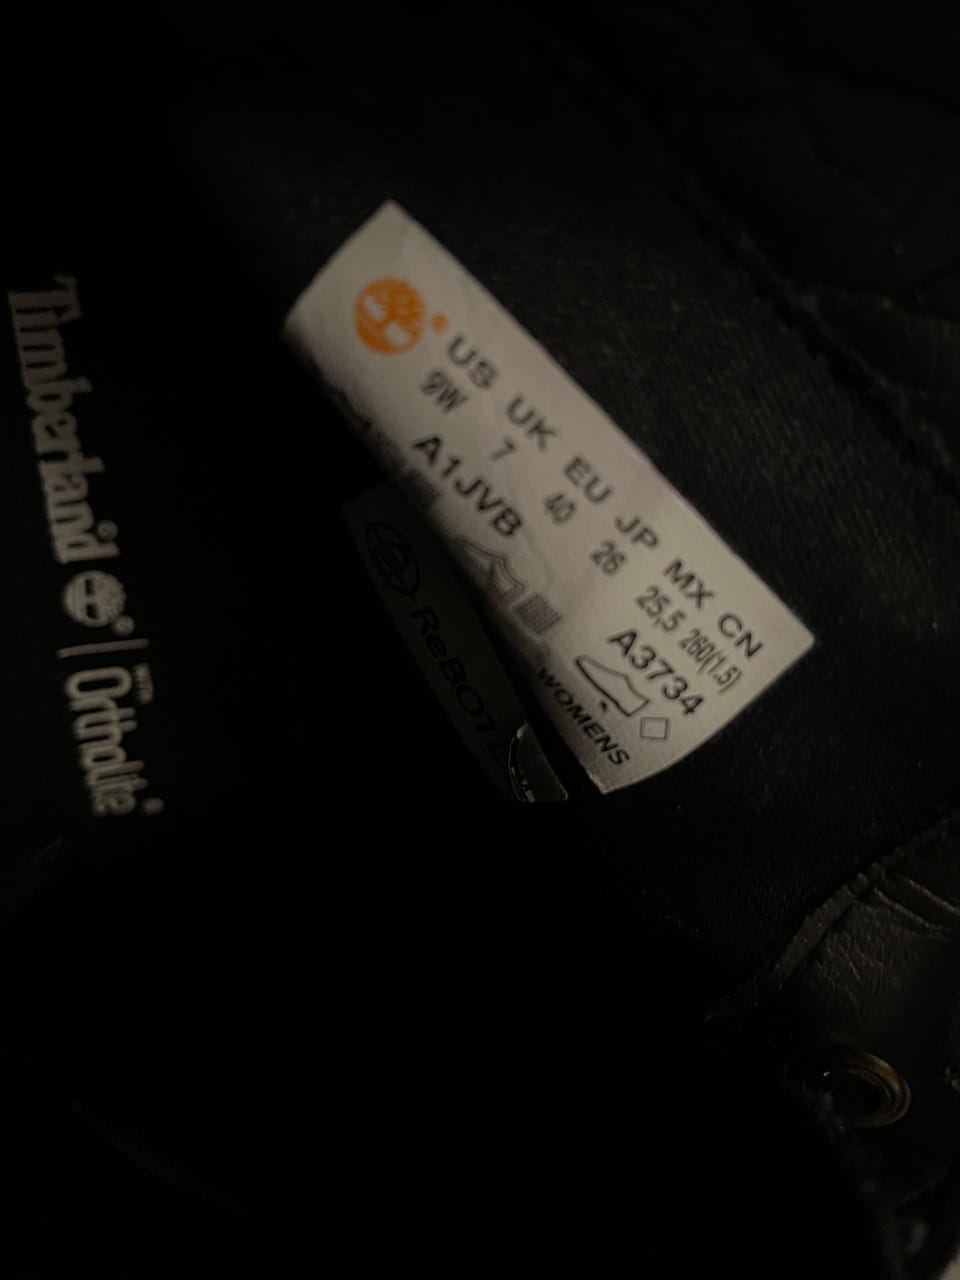 Timberland | WITH Ortholite
US UK EU JP MX CN
9W 7 40 26 25,5 260(1.5)
A1JVB A3734
WOMENS
ReBOTL